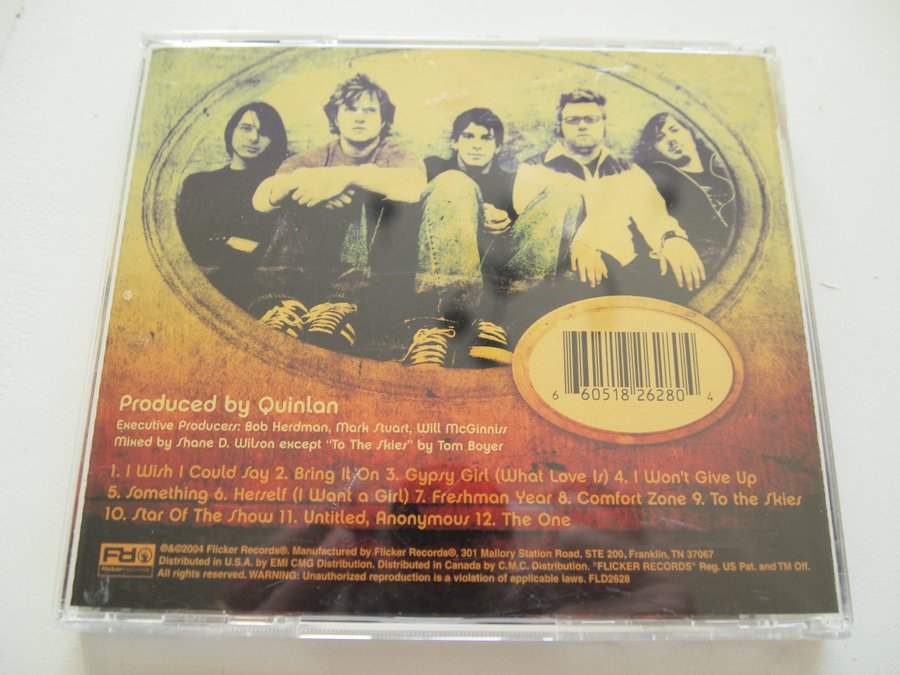 6 60518 26280 4
Produced by Quinlan
Executive Producers: Bob Herdman, Mark Stuart, Will McGinniss
Mixed by Shane D. Wilson except "To The Skies" by Tom Boyer
1. I Wish I Could Say 2. Bring It On 3. Gypsy Girl (What Love Is) 4. I Won't Give Up
5. Something 6. Herself (I Want a Girl) 7. Freshman Year 8. Comfort Zone 9. To the Skies
10. Star Of The Show 11. Untitled, Anonymous 12. The One
℗&©2004 Flicker Records®. Manufactured by Flicker Records®, 301 Mallory Station Road, STE 200, Franklin, TN 37067
Distributed in U.S.A. by EMI CMG Distribution. Distributed in Canada by C.M.C. Distribution. "FLICKER RECORDS" Reg. US Pat. and TM Off.
All rights reserved. WARNING: Unauthorized reproduction is a violation of applicable laws. FLD2628
FlickerRecords